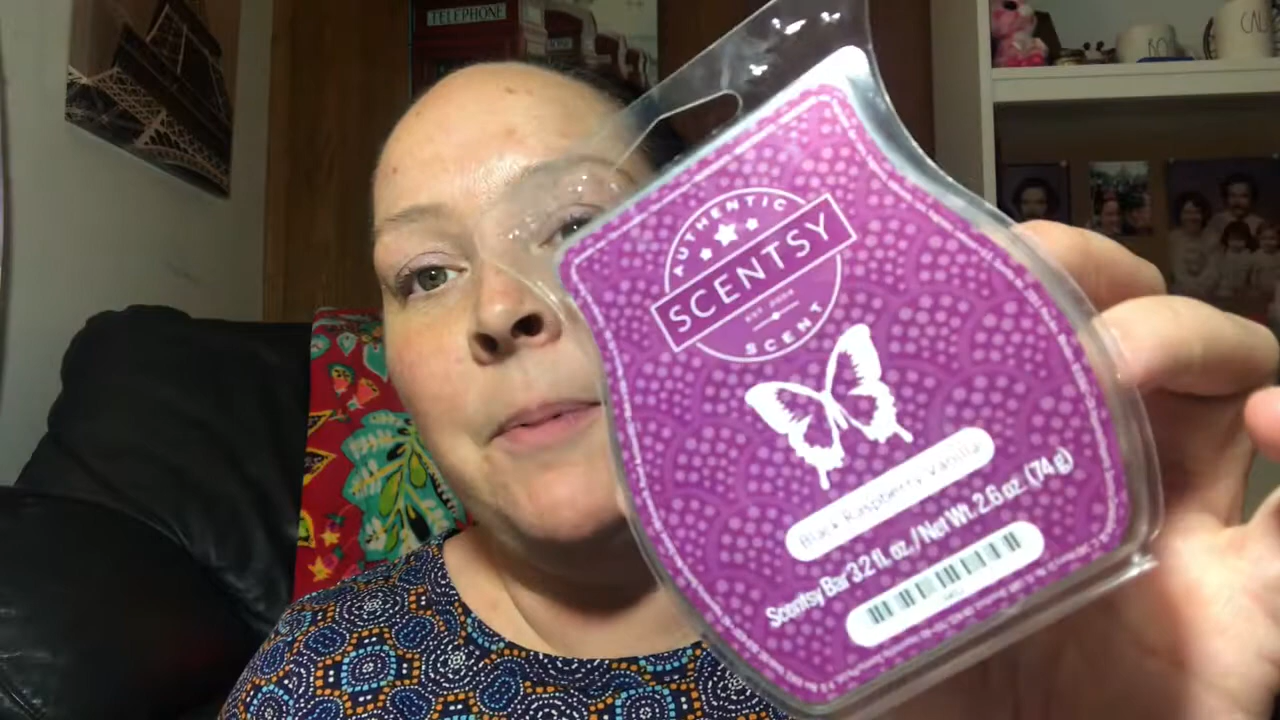 TELEPHONE
AUTHENTIC
SCENTSY
SCENT
Black Raspberry Vanilla
Scentsy Bar 3.2 fl. oz. / Net Wt. 2.6 oz. (74 g)